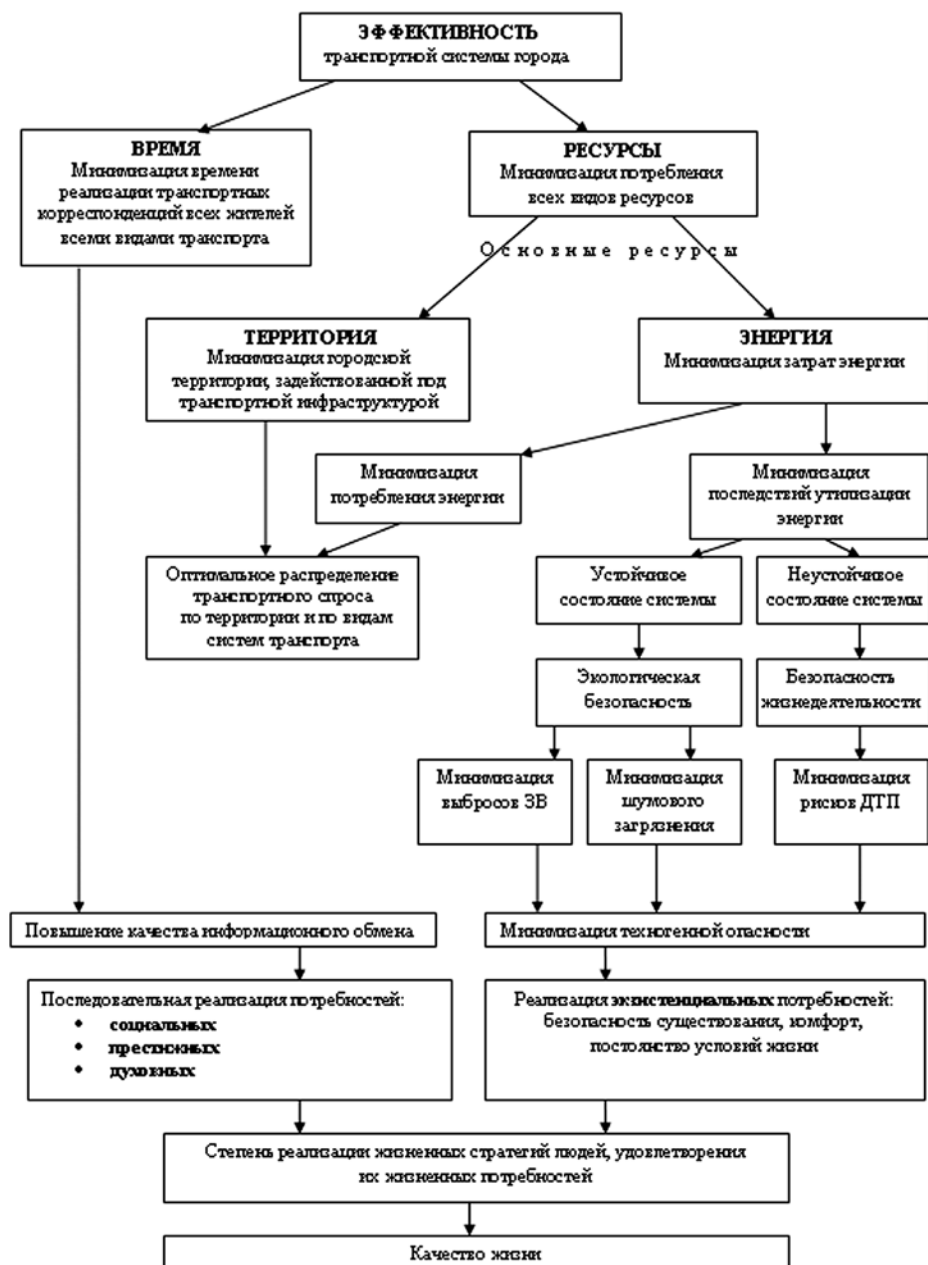 ЭФФЕКТИВНОСТЬ
транспортной системы города
ВРЕМЯ
Минимизация времени
реализации транспортных
корреспонденций всех жителей
всеми видами транспорта
РЕСУРСЫ
Минимизация потребления
всех видов ресурсов
Основные ресурсы
ТЕРРИТОРИЯ
Минимизация городской
территории, задействованной под
транспортной инфраструктурой
ЭНЕРГИЯ
Минимизация затрат энергии
Минимизация
потребления энергии
Минимизация
последствий утилизации
энергии
Оптимальное распределение
транспортного спроса
по территории и по видам
систем транспорта
Устойчивое
состояние системы
Неустойчивое
состояние системы
Экологическая
безопасность
Безопасность
жизнедеятельности
Минимизация
выбросов ЗВ
Минимизация
шумового
загрязнения
Минимизация
рисков ДТП
Повышение качества информационного обмена
Минимизация техногенной опасности
Последовательная реализация потребностей:
• социальных
• престижных
• духовных
Реализация экзистенциальных потребностей:
безопасность существования, комфорт,
постоянство условий жизни
Степень реализации жизненных стратегий людей, удовлетворения
их жизненных потребностей
Качество жизни